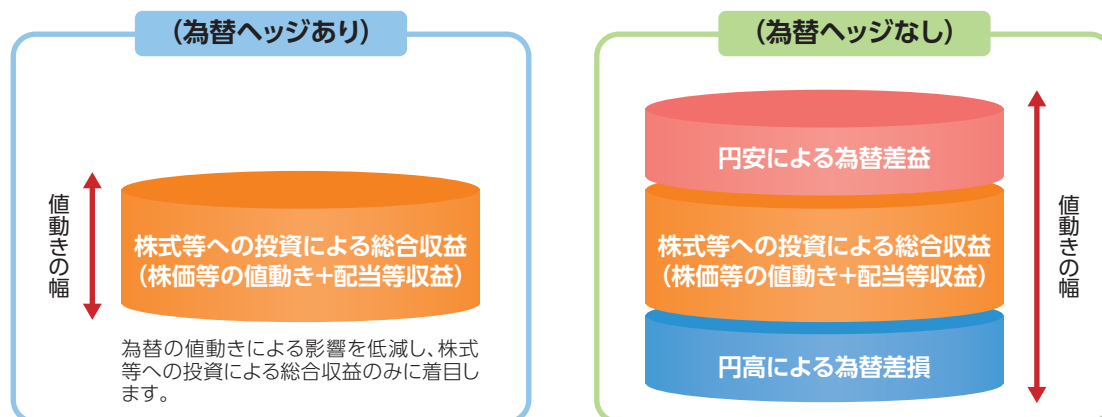 (為替ヘッジあり)
値動きの幅
株式等への投資による総合収益
(株価等の値動き+配当等収益)
為替の値動きによる影響を低減し、株式
等への投資による総合収益のみに着目し
ます。
(為替ヘッジなし)
円安による為替差益
株式等への投資による総合収益
(株価等の値動き+配当等収益)
円高による為替差損
値動きの幅